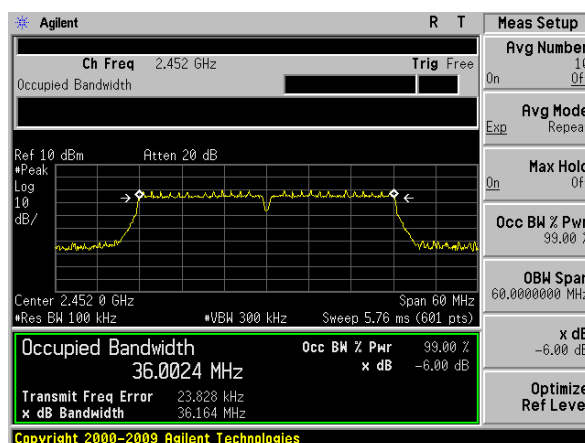 Agilent R T Meas Setup
Avg Number
On
Ch Freq 2.452 GHz Trig Free
Occupied Bandwidth
Avg Mode
Exp
Ref 10 dBm Atten 20 dB
#Peak
Log
10
dB/
Max Hold
On
Occ BW % Pwr
99.00 %
OBW Span
60.0000000 MHz
Center 2.452 0 GHz Span 60 MHz
#Res BW 100 kHz #VBW 300 kHz Sweep 5.76 ms (601 pts)
Occupied Bandwidth Occ BW % Pwr 99.00 %
36.0024 MHz x dB -6.00 dB
x dB
-6.00 dB
Transmit Freq Error 23.828 kHz
x dB Bandwidth 36.164 MHz
Optimize
Ref Level
Copyright 2000-2009 Agilent Technologies